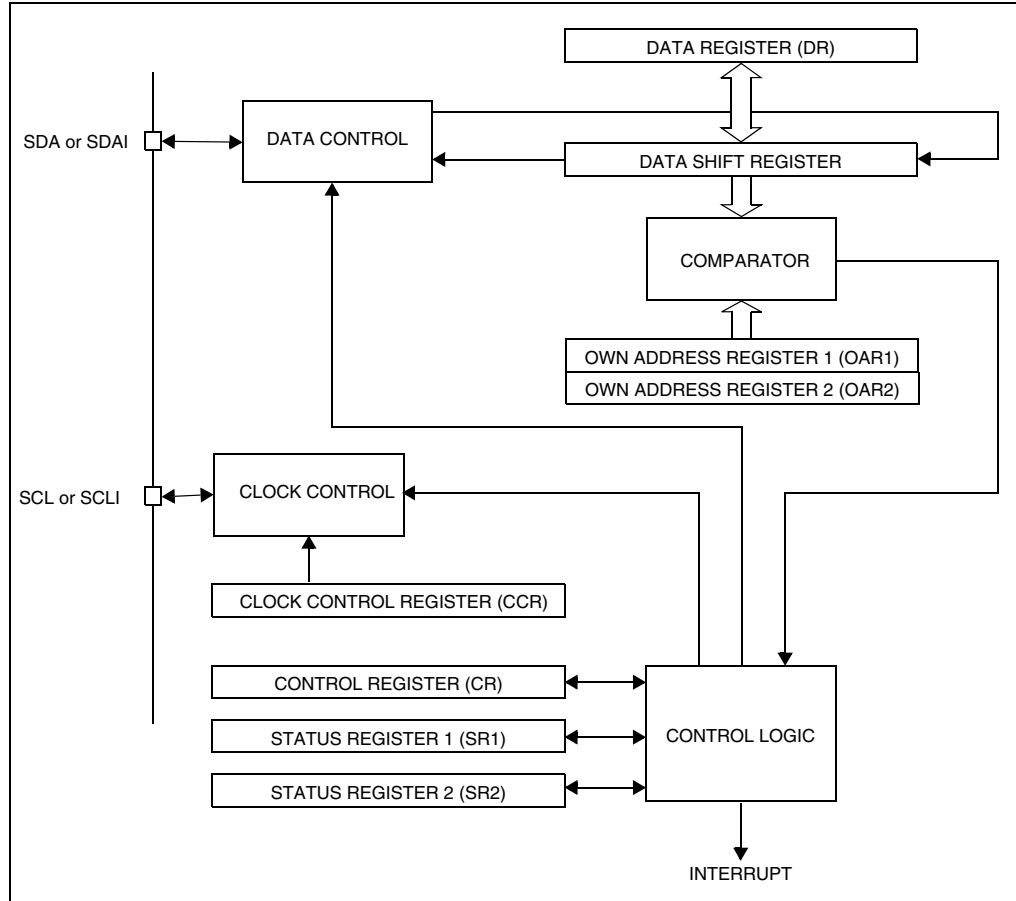 DATA REGISTER (DR)
SDA or SDAI
DATA CONTROL
DATA SHIFT REGISTER
COMPARATOR
OWN ADDRESS REGISTER 1 (OAR1)
OWN ADDRESS REGISTER 2 (OAR2)
SCL or SCLI
CLOCK CONTROL
CLOCK CONTROL REGISTER (CCR)
CONTROL REGISTER (CR)
STATUS REGISTER 1 (SR1)
CONTROL LOGIC
STATUS REGISTER 2 (SR2)
INTERRUPT